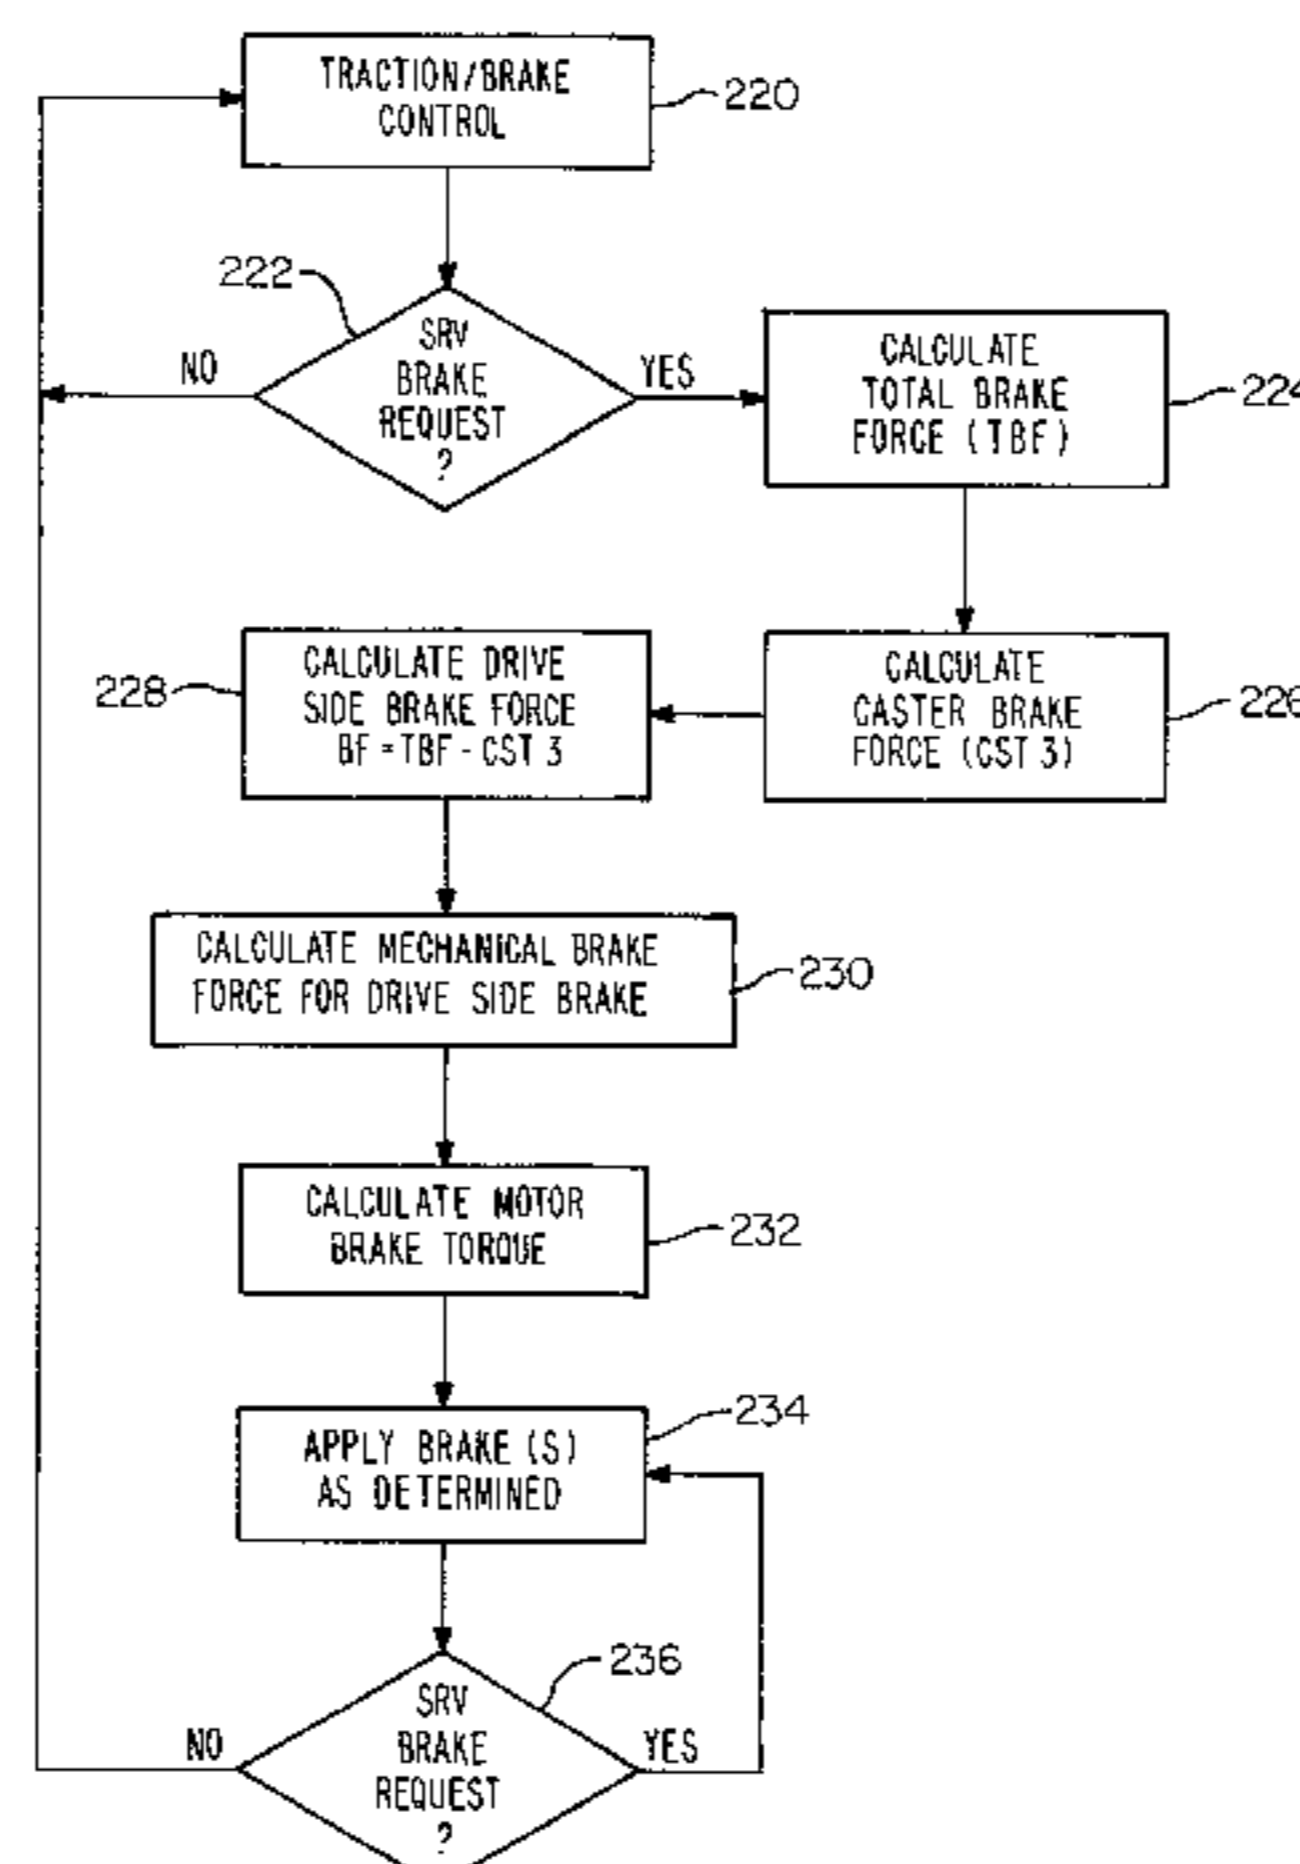 TRACTION/BRAKE
CONTROL
220
222
SRV
BRAKE
REQUEST
?
NO
YES
CALCULATE
TOTAL BRAKE
FORCE (TBF)
224
CALCULATE DRIVE
SIDE BRAKE FORCE
BF = TBF - CST 3
228
CALCULATE
CASTER BRAKE
FORCE (CST 3)
226
CALCULATE MECHANICAL BRAKE
FORCE FOR DRIVE SIDE BRAKE
230
CALCULATE MOTOR
BRAKE TORQUE
232
234
APPLY BRAKE (S)
AS DETERMINED
236
SRV
BRAKE
REQUEST
?
NO
YES